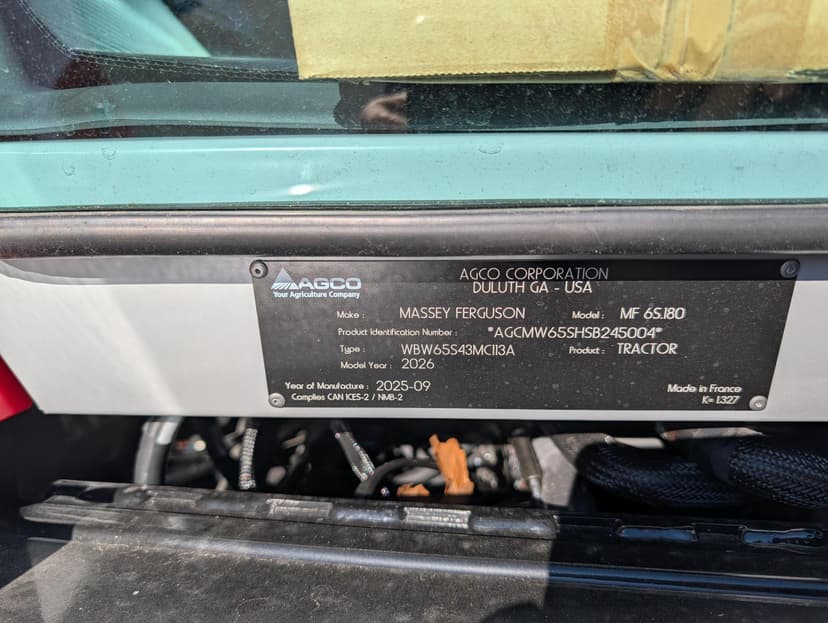 AGCO
Your Agriculture Company
AGCO CORPORATION
DULUTH GA - USA
Make : MASSEY FERGUSON Model : MF 6S.180
Product Identification Number : *AGCMW65SHSB245004*
Type : WBW65S43MC113A Product : TRACTOR
Model Year : 2026
Year of Manufacture : 2025-09 Made in France
Complies CAN ICES-2 / NMB-2 K= 1.327